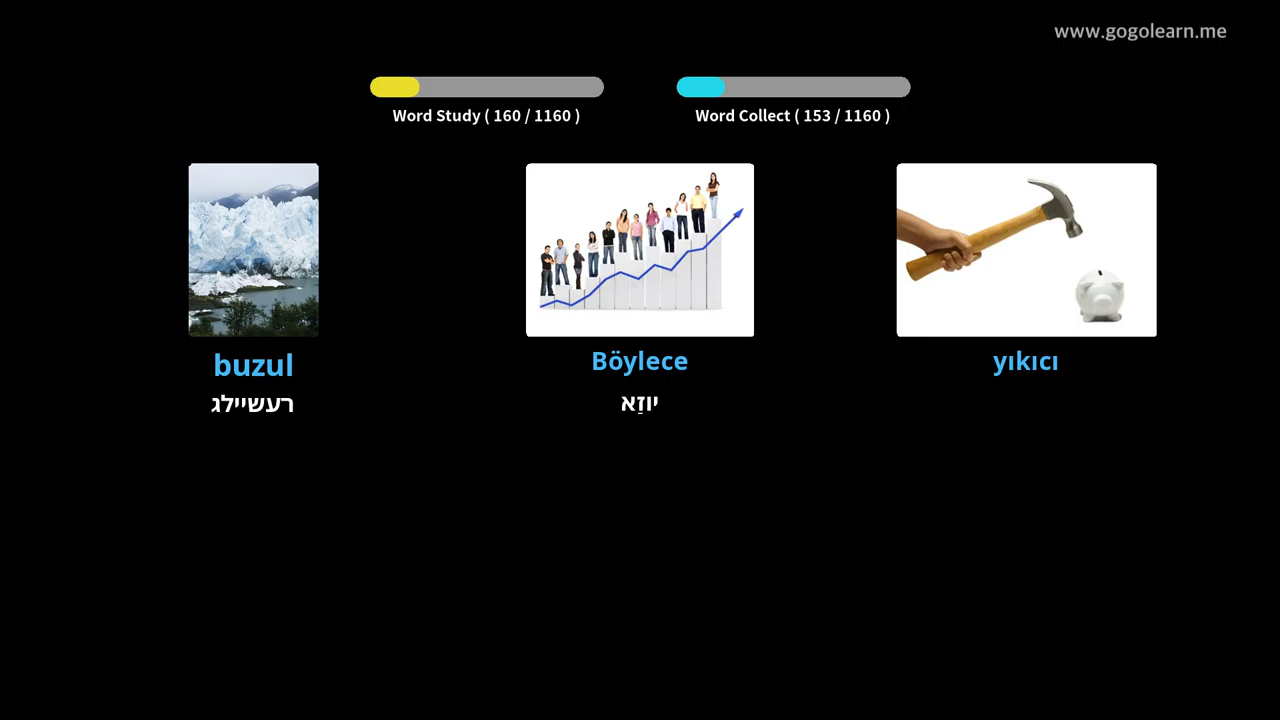 www.gogolearn.me
Word Study ( 160 / 1160 )
Word Collect ( 153 / 1160 )
buzul
רעשיילג
Böylece
יוזַא
yıkıcı